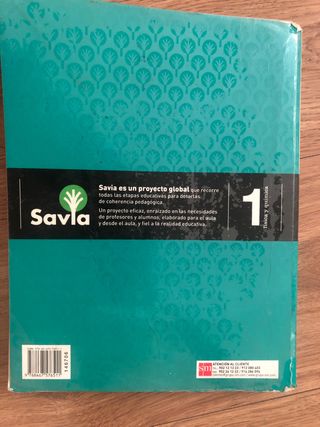 Savia es un proyecto global que recorre
todas las etapas educativas para dotarlas
de coherencia pedagógica.
Un proyecto eficaz, enraizado en las necesidades
de profesores y alumnos, elaborado para el aula
y desde el aula, y fiel a la realidad educativa.
Savia
1
física y química
148706
ATENCIÓN AL CLIENTE
sm